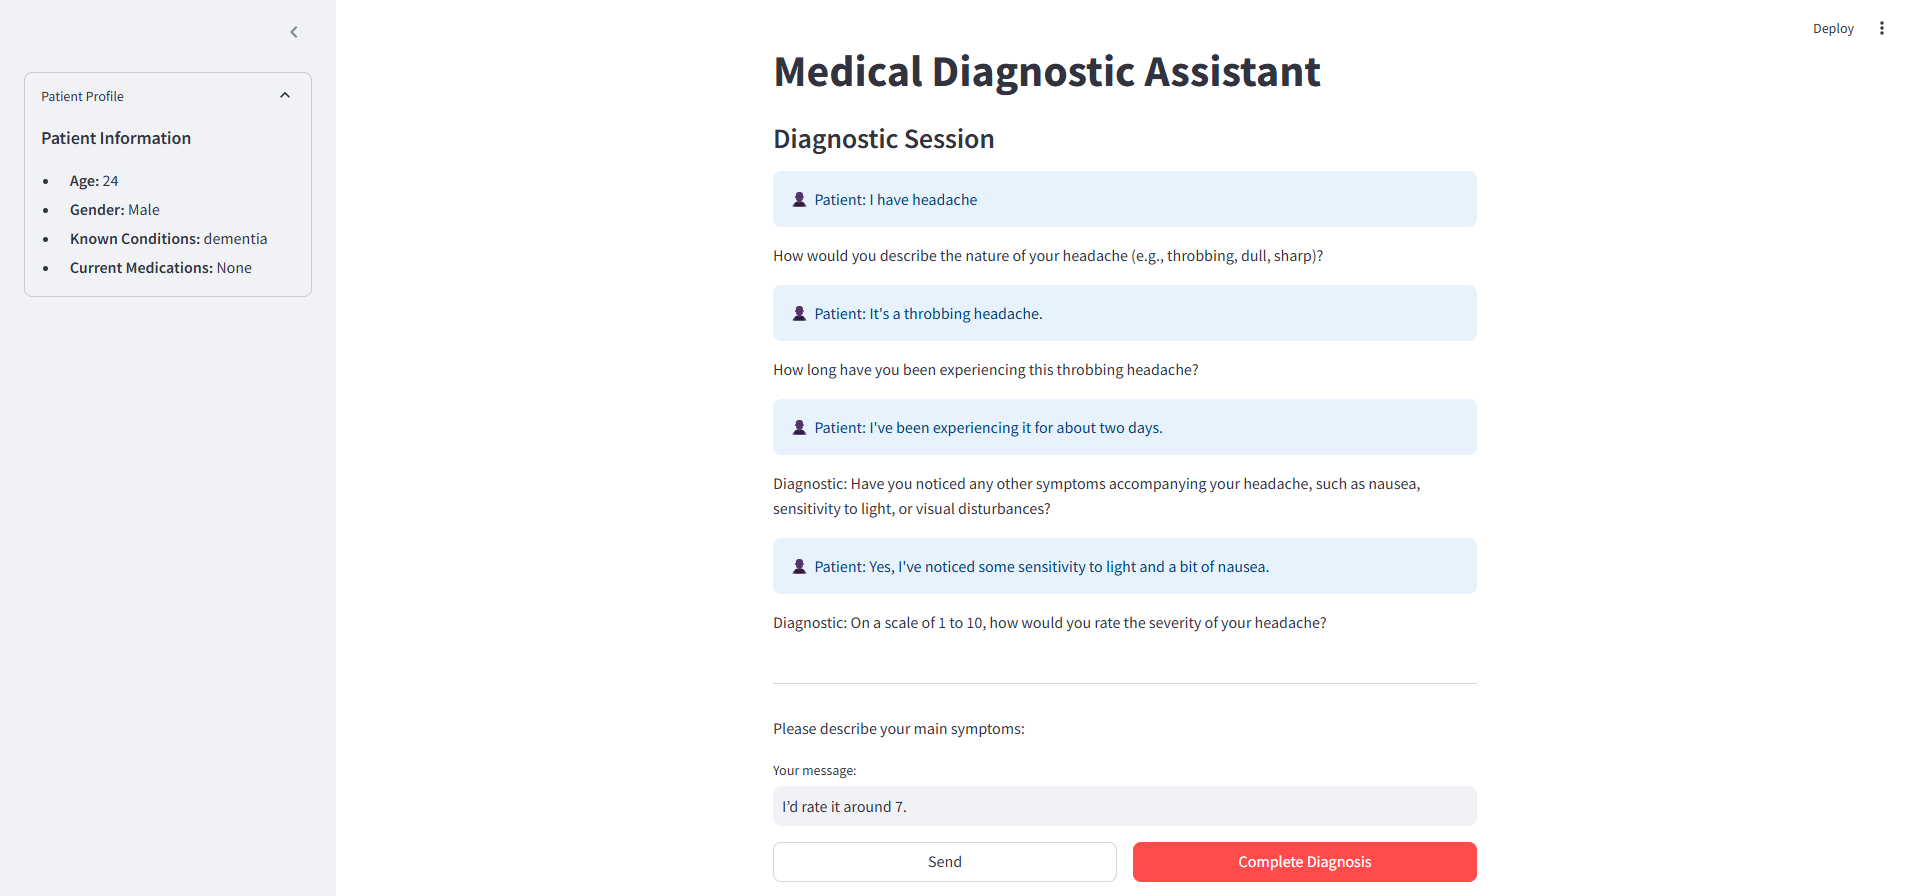 Deploy
Patient Profile
Patient Information
Age: 24
Gender: Male
Known Conditions: dementia
Current Medications: None
Medical Diagnostic Assistant
Diagnostic Session
Patient: I have headache
How would you describe the nature of your headache (e.g., throbbing, dull, sharp)?
Patient: It's a throbbing headache.
How long have you been experiencing this throbbing headache?
Patient: I've been experiencing it for about two days.
Diagnostic: Have you noticed any other symptoms accompanying your headache, such as nausea,
sensitivity to light, or visual disturbances?
Patient: Yes, I've noticed some sensitivity to light and a bit of nausea.
Diagnostic: On a scale of 1 to 10, how would you rate the severity of your headache?
Please describe your main symptoms:
Your message:
I’d rate it around 7.
Send
Complete Diagnosis